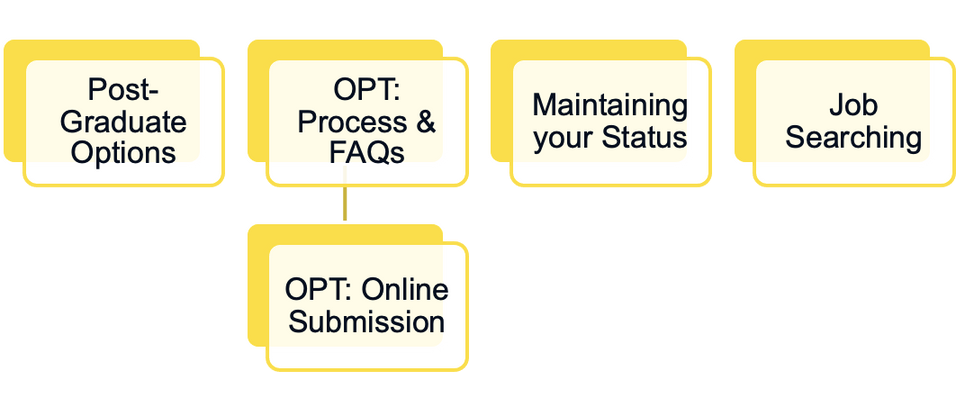 Post-
Graduate
Options
OPT:
Process &
FAQs
Maintaining
your Status
Job
Searching
OPT: Online
Submission